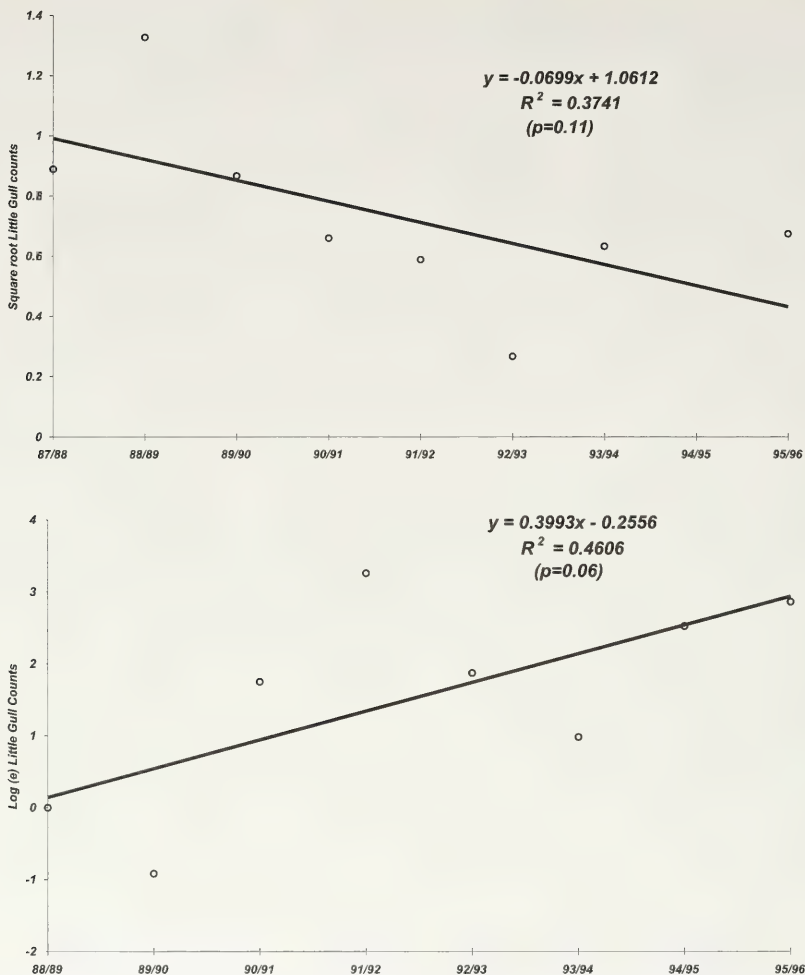 1.4
1.2
1
0.8
0.6
0.4
0.2
0
Square root Little Gull counts
y = -0.0699x + 1.0612
R² = 0.3741
(p=0.11)
87/88 88/89 89/90 90/91 91/92 92/93 93/94 94/95 95/96
4
3
2
1
0
-1
-2
Log (e) Little Gull Counts
y = 0.3993x - 0.2556
R² = 0.4606
(p=0.06)
88/89 89/90 90/91 91/92 92/93 93/94 94/95 95/96